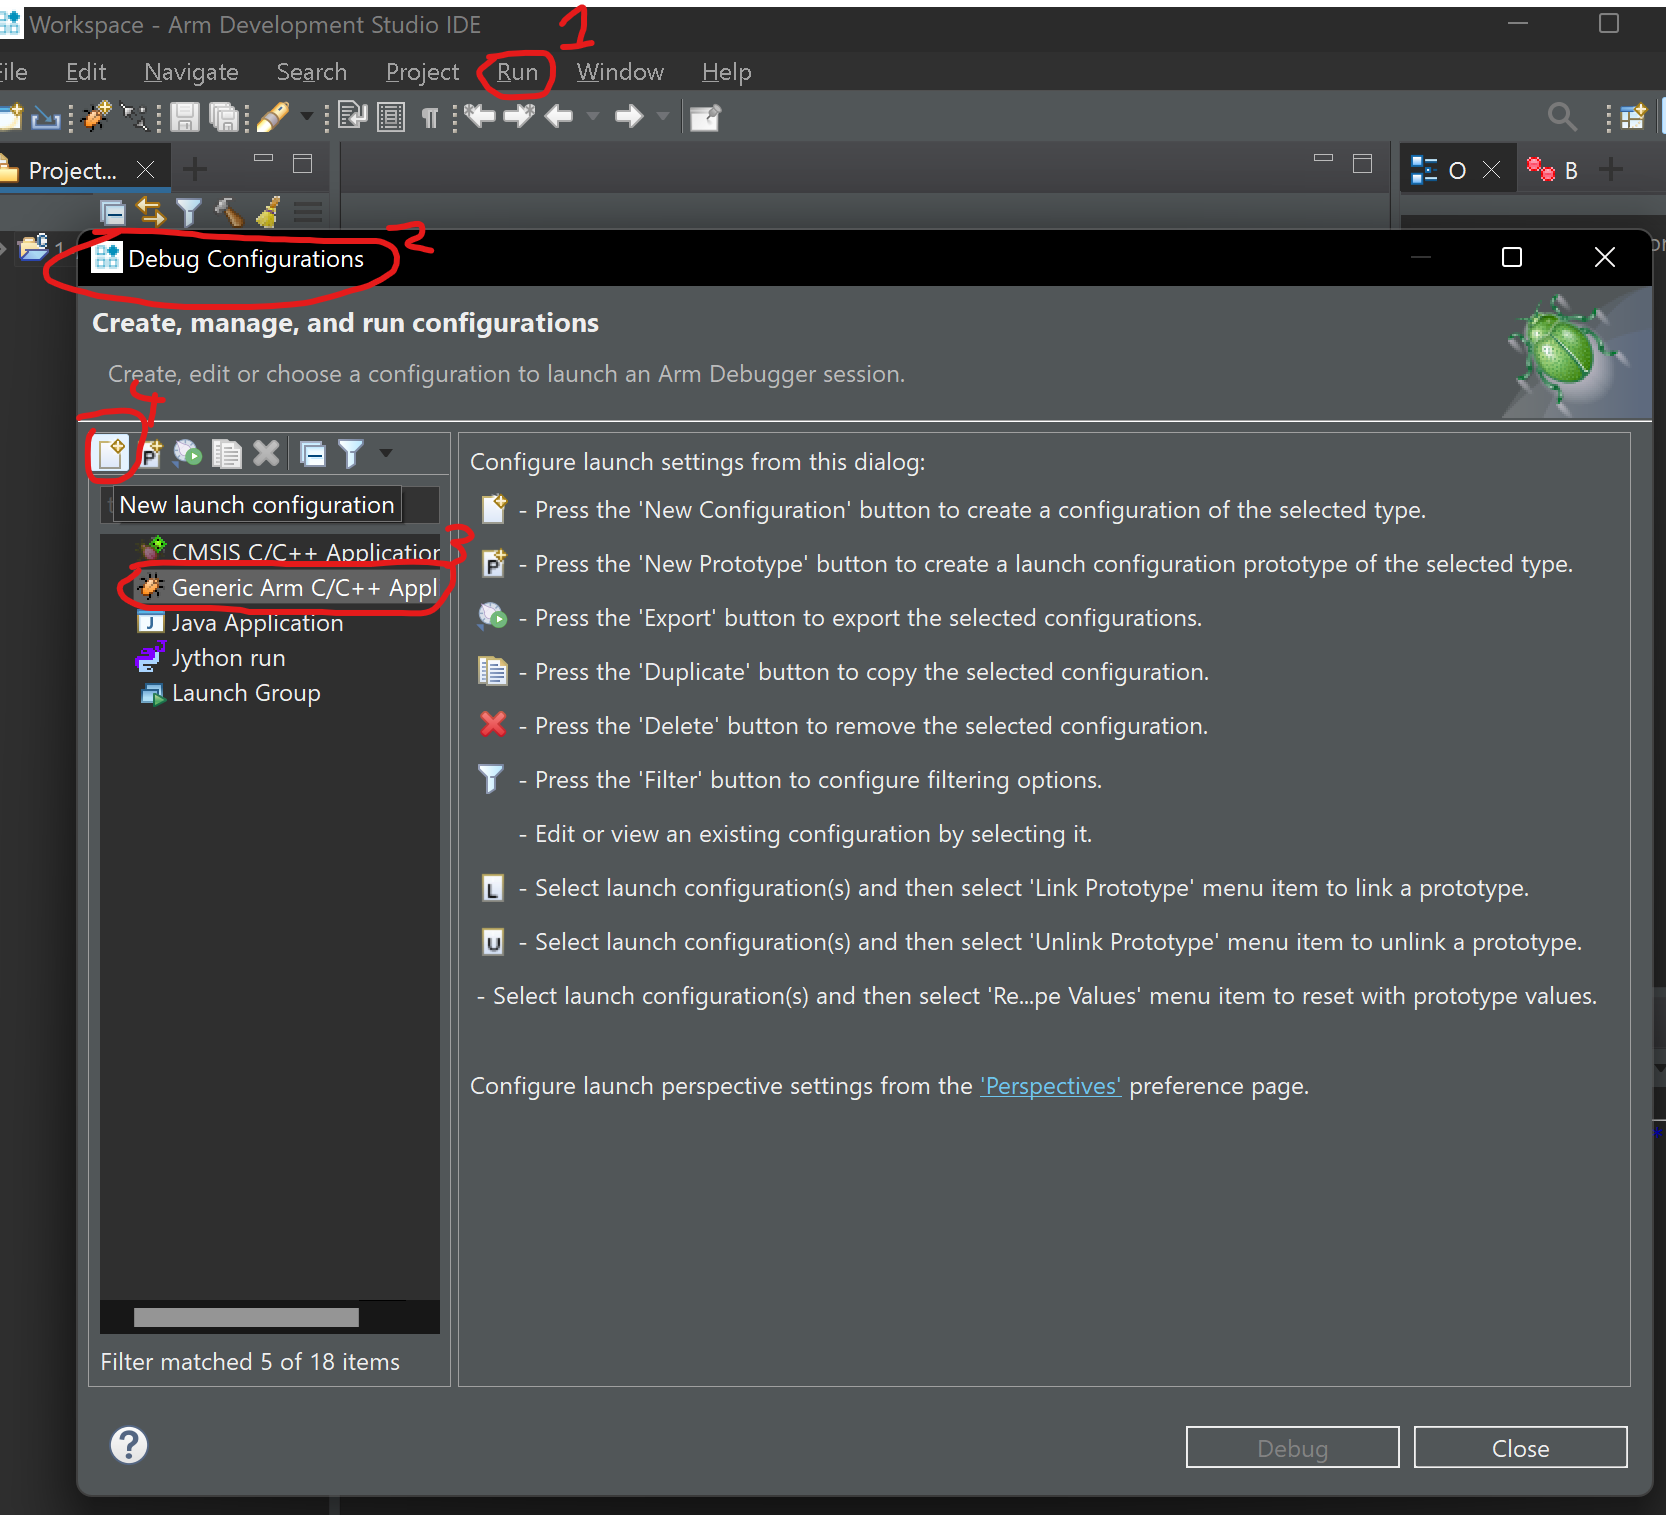 Workspace - Arm Development Studio IDE
1
File Edit Navigate Search Project Run Window Help
Project...
O
B
1
Debug Configurations
2
Create, manage, and run configurations
Create, edit or choose a configuration to launch an Arm Debugger session.
4
New launch configuration
CMSIS C/C++ Application
3
Generic Arm C/C++ Appl
Java Application
Jython run
Launch Group
Filter matched 5 of 18 items
Configure launch settings from this dialog:
- Press the 'New Configuration' button to create a configuration of the selected type.
P - Press the 'New Prototype' button to create a launch configuration prototype of the selected type.
- Press the 'Export' button to export the selected configurations.
- Press the 'Duplicate' button to copy the selected configuration.
- Press the 'Delete' button to remove the selected configuration.
- Press the 'Filter' button to configure filtering options.
- Edit or view an existing configuration by selecting it.
L - Select launch configuration(s) and then select 'Link Prototype' menu item to link a prototype.
U - Select launch configuration(s) and then select 'Unlink Prototype' menu item to unlink a prototype.
- Select launch configuration(s) and then select 'Re...pe Values' menu item to reset with prototype values.
Configure launch perspective settings from the 'Perspectives' preference page.
Debug
Close